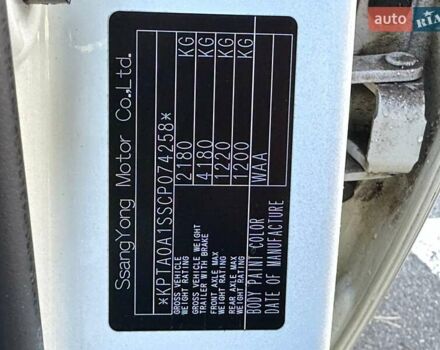 auto RIA
SsangYong Motor Co.,Ltd.
*KPTA0A1SSCP074258*
GROSS VEHICLE WEIGHT RATING 2180 KG
GROSS VEHICLE WEIGHT TRAILER WITH BRAKE 4180 KG
FRONT AXLE MAX WEIGHT RATING 1220 KG
REAR AXLE MAX WEIGHT RATING 1200 KG
BODY PAINT COLOR WAA
DATE OF MANUFACTURE